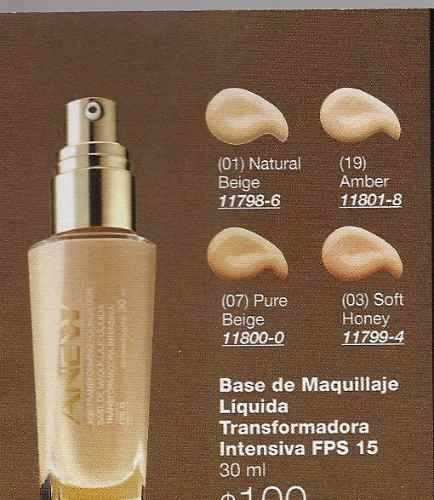 (01) Natural
Beige
11798-6
(19)
Amber
11801-8
(07) Pure
Beige
11800-0
(03) Soft
Honey
11799-4
ANEW
Base de Maquillaje
Líquida
Transformadora
Intensiva FPS 15
30 ml